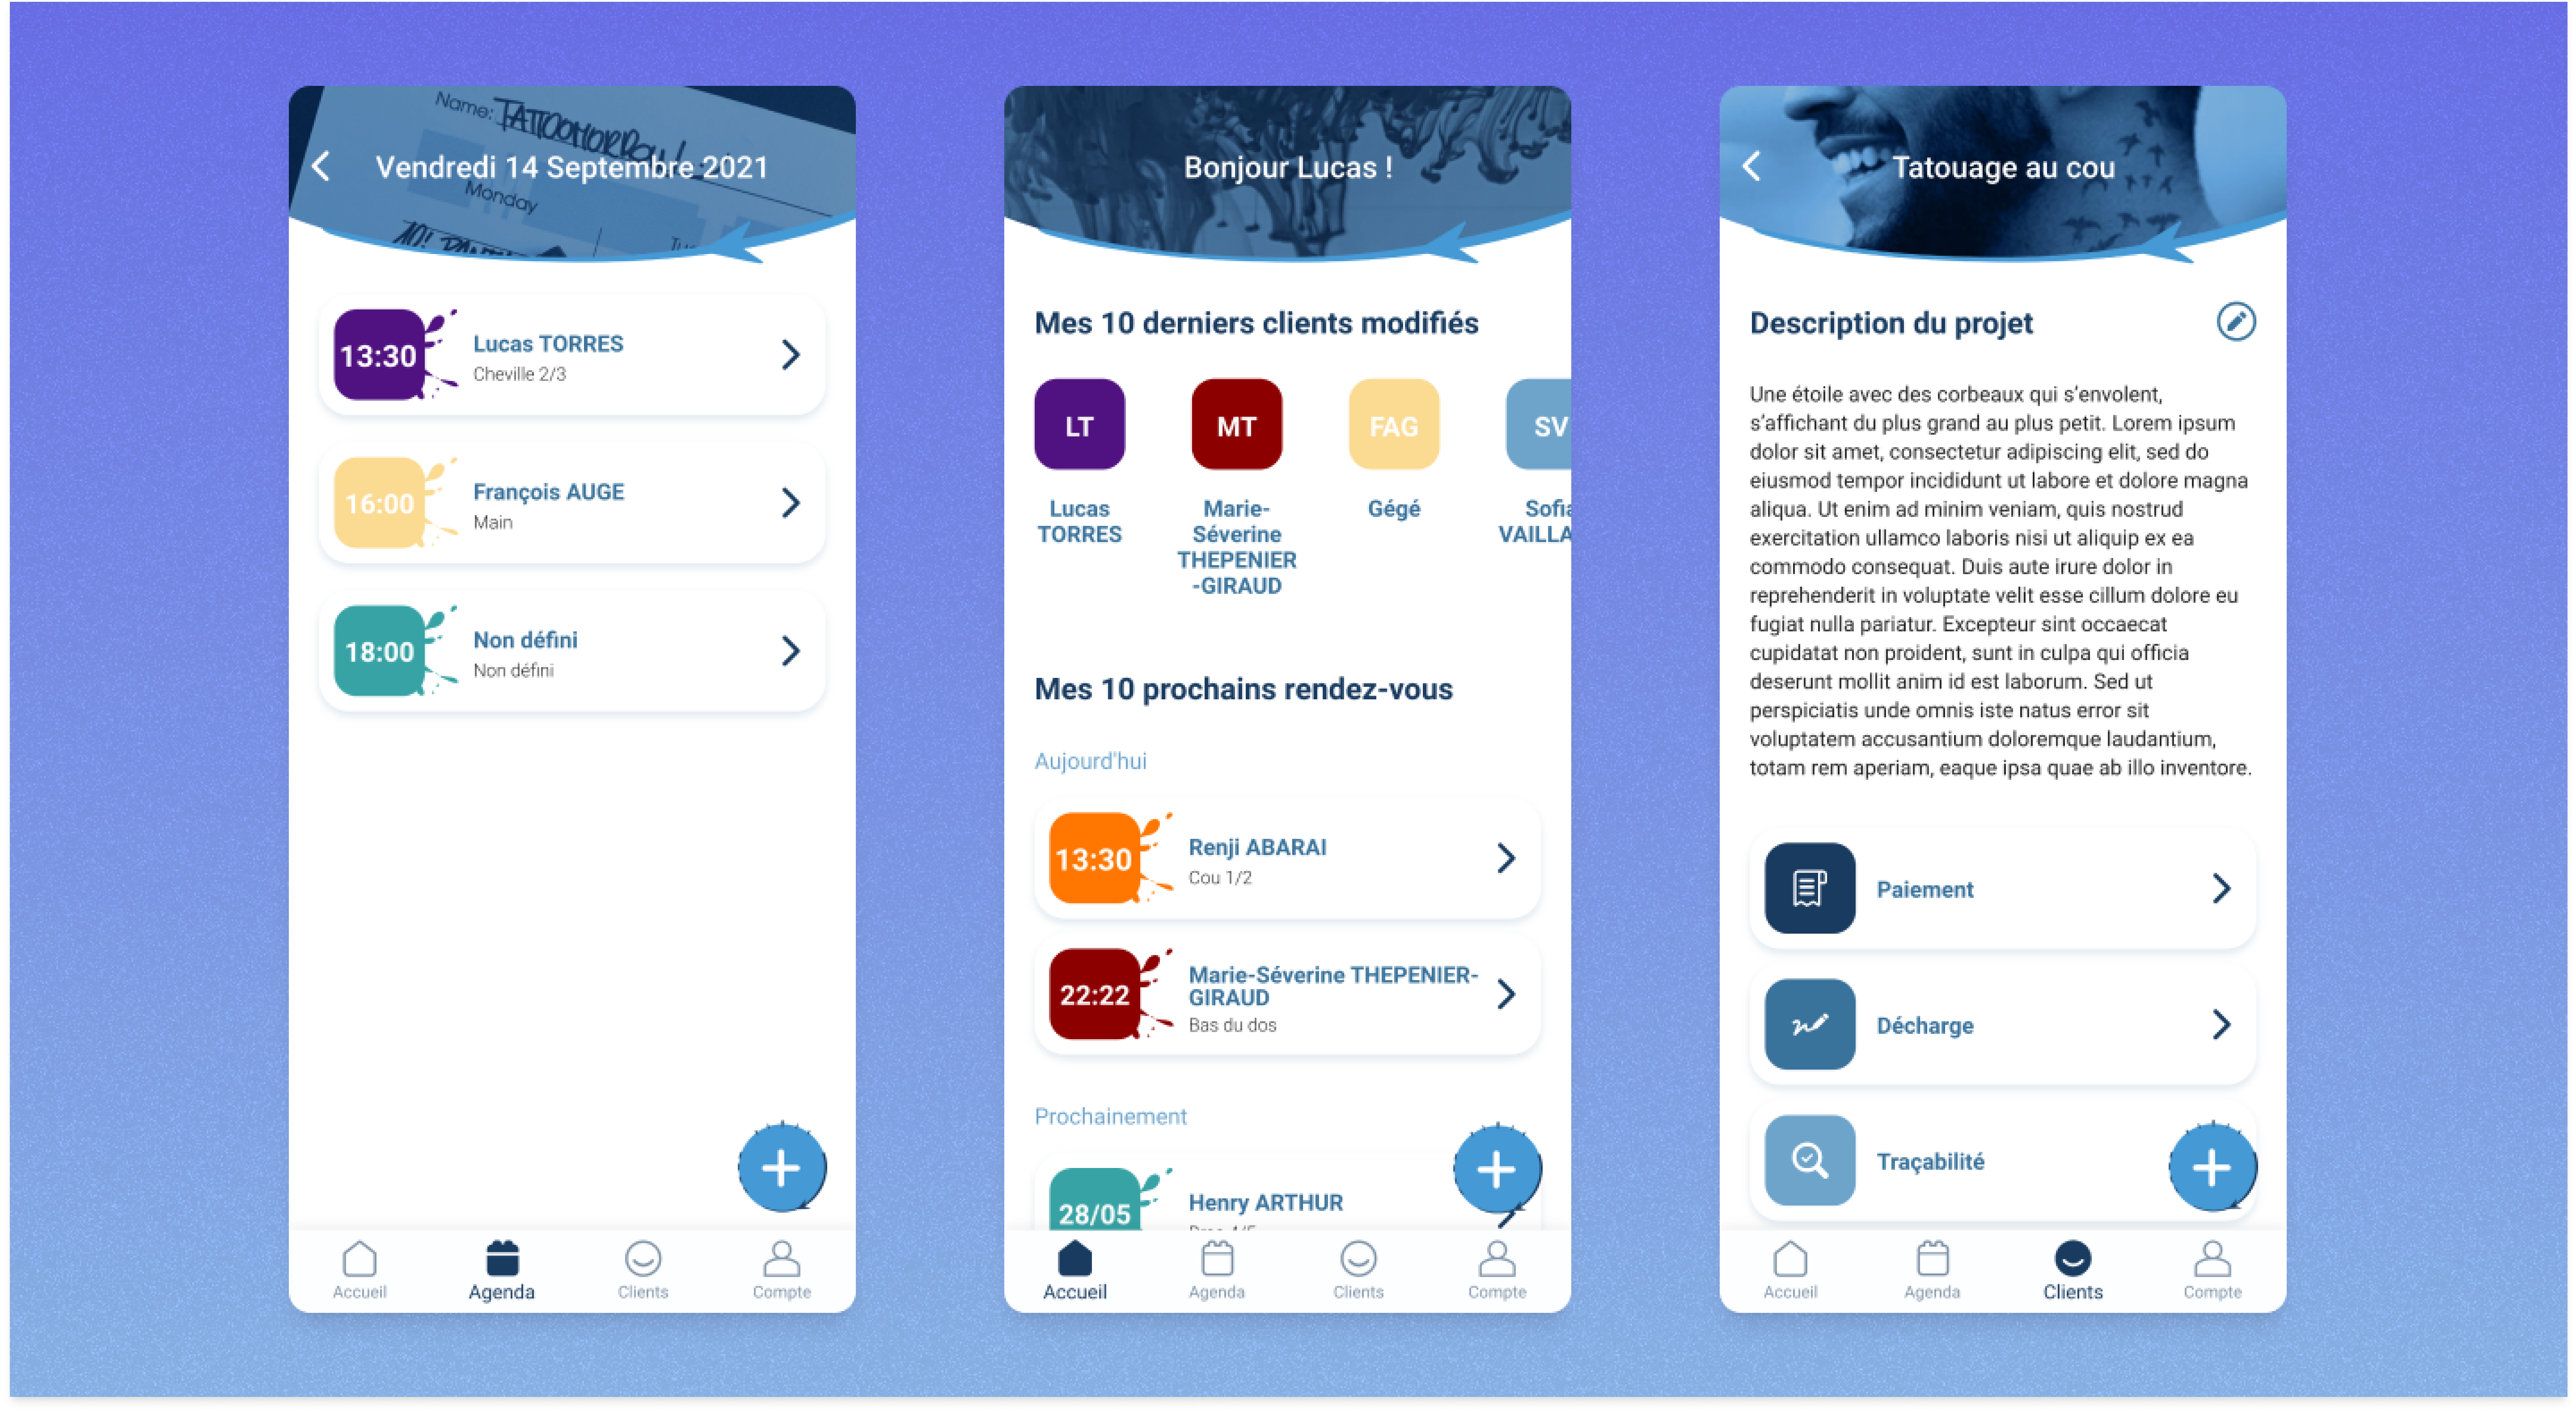 Name: TATTOOMORROW!
Vendredi 14 Septembre 2021
Monday
13:30
Lucas TORRES
Cheville 2/3
16:00
François AUGE
Main
18:00
Non défini
Non défini
Accueil
Agenda
Clients
Compte
Bonjour Lucas !
Mes 10 derniers clients modifiés
LT
MT
FAG
SV
Lucas
TORRES
Marie-
Séverine
THEPENIER
-GIRAUD
Gégé
Sofia
VAILLA
Mes 10 prochains rendez-vous
Aujourd'hui
13:30
Renji ABARAI
Cou 1/2
22:22
Marie-Séverine THEPENIER-
GIRAUD
Bas du dos
Prochainement
28/05
Henry ARTHUR
Accueil
Agenda
Clients
Compte
Tatouage au cou
Description du projet
Une étoile avec des corbeaux qui s’envolent,
s’affichant du plus grand au plus petit. Lorem ipsum
dolor sit amet, consectetur adipiscing elit, sed do
eiusmod tempor incididunt ut labore et dolore magna
aliqua. Ut enim ad minim veniam, quis nostrud
exercitation ullamco laboris nisi ut aliquip ex ea
commodo consequat. Duis aute irure dolor in
reprehenderit in voluptate velit esse cillum dolore eu
fugiat nulla pariatur. Excepteur sint occaecat
cupidatat non proident, sunt in culpa qui officia
deserunt mollit anim id est laborum. Sed ut
perspiciatis unde omnis iste natus error sit
voluptatem accusantium doloremque laudantium,
totam rem aperiam, eaque ipsa quae ab illo inventore.
Paiement
Décharge
Traçabilité
Accueil
Agenda
Clients
Compte